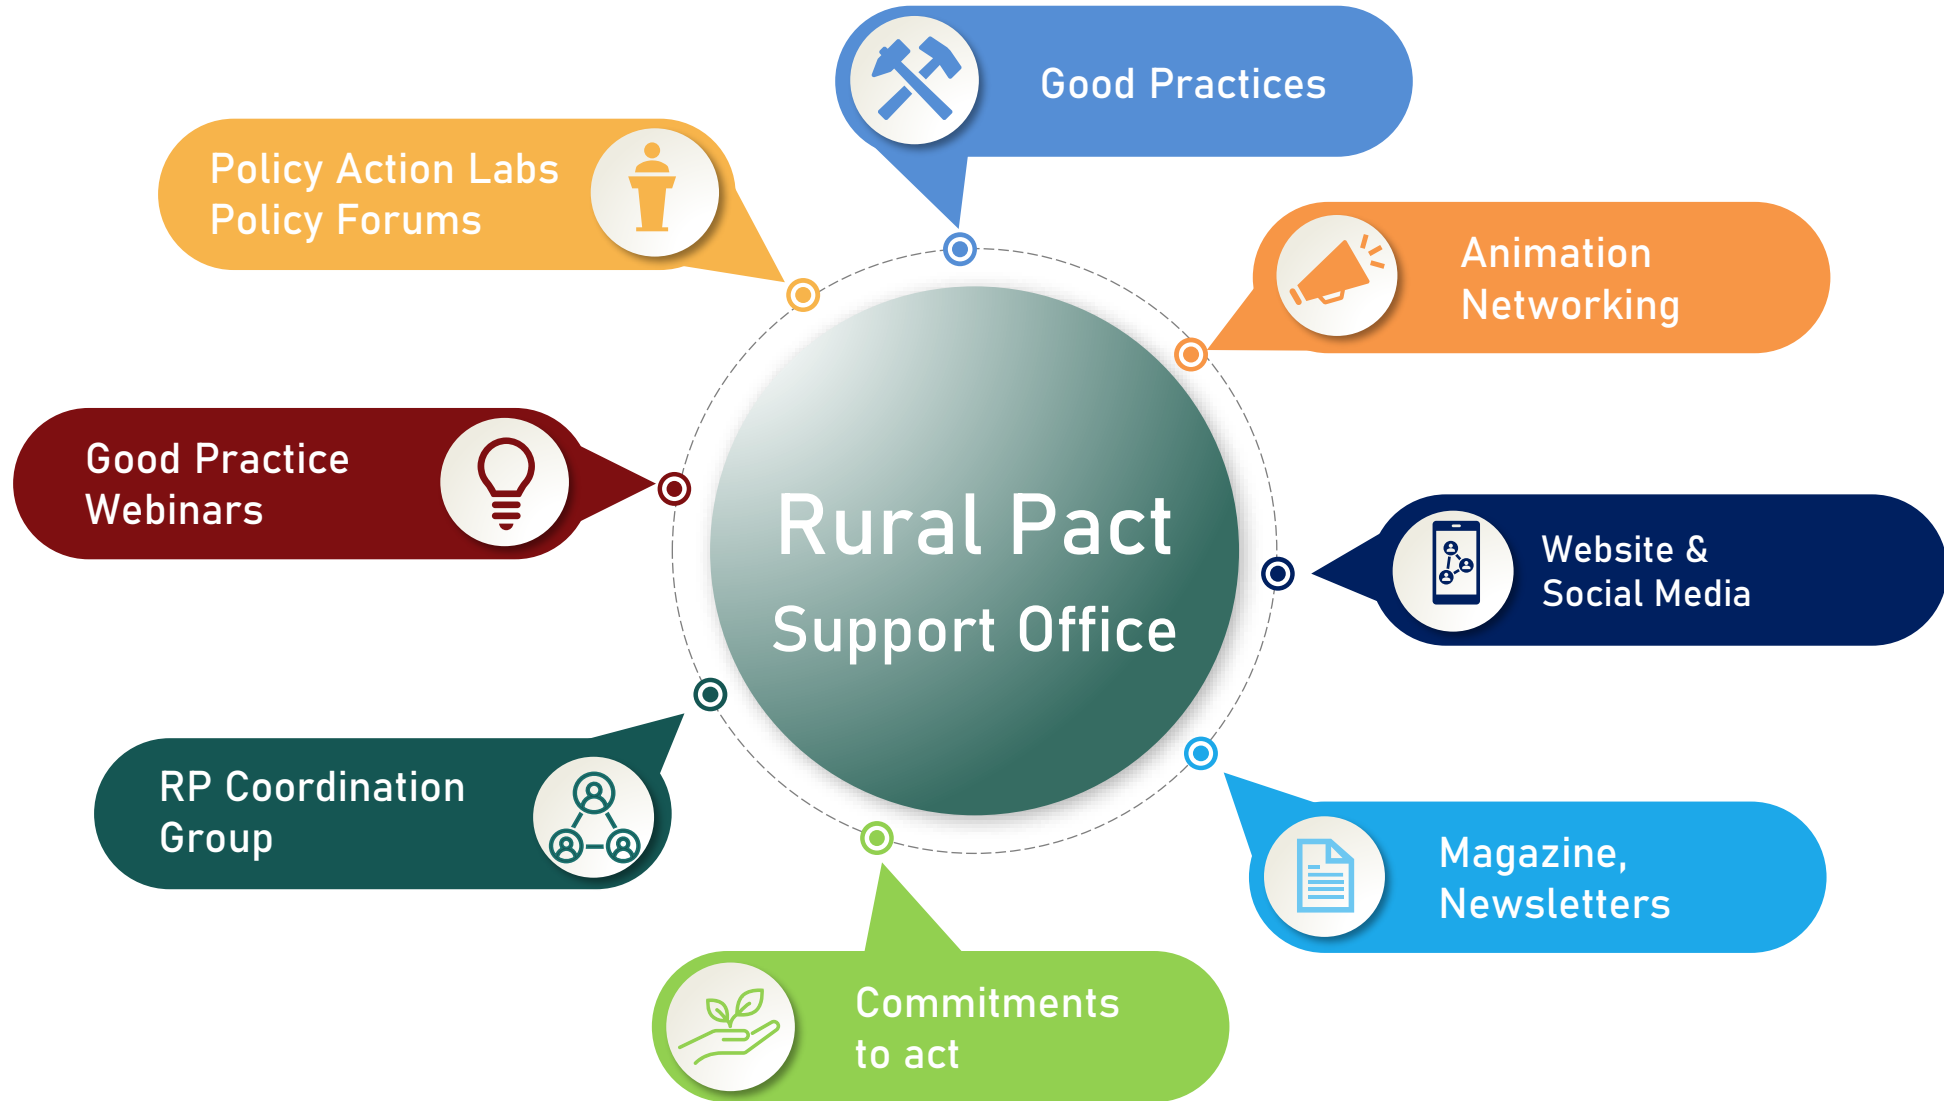 Good Practices
Policy Action Labs
Policy Forums
Animation
Networking
Good Practice
Webinars
Rural Pact
Support Office
Website &
Social Media
RP Coordination
Group
Magazine,
Newsletters
Commitments
to act